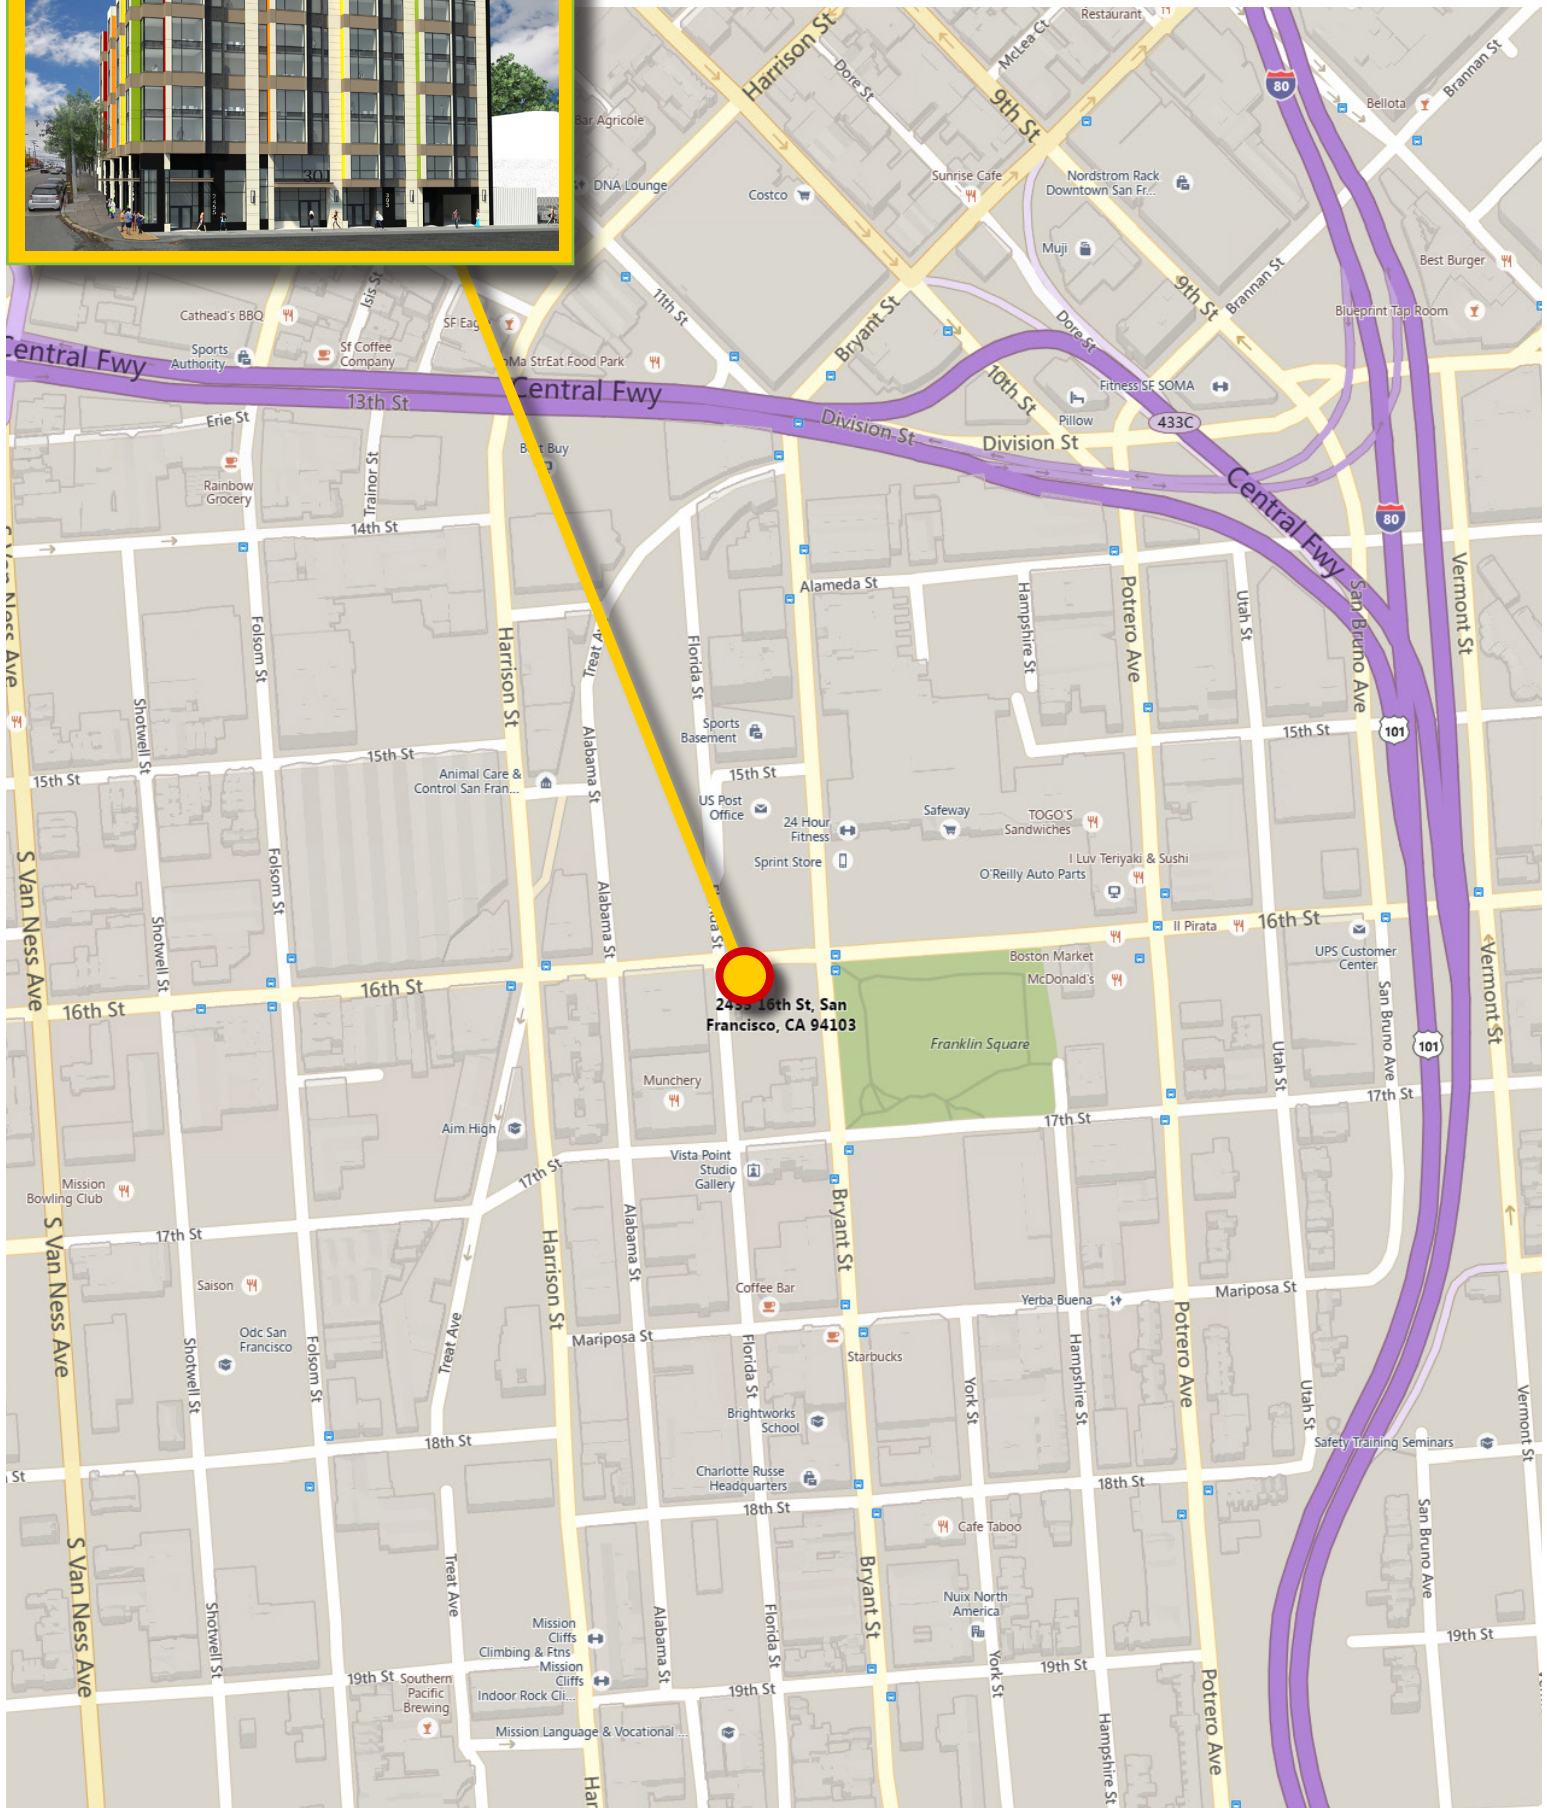 Restaurant
Harrison St
McLea Ct
Dore St
9th St
80
Bellota
Brannan St
Bar Agricole
DNA Lounge
Costco
Sunrise Cafe
Nordstrom Rack
Downtown San Fr...
301
Muji
Best Burger
Isis St
11th St
9th St
Brannan St
Cathead's BBQ
Blueprint Tap Room
Bryant St
Dore St
Sports
Authority
Sf Coffee
Company
Central Fwy
Central Fwy
13th St
10th St
Fitness SF SOMA
Pillow
433C
Erie St
Division St
Division St
Rainbow
Grocery
Trainor St
Central Fwy
14th St
80
Alameda St
S Van Ness Ave
Folsom St
Harrison St
Florida St
Hampshire St
Potrero Ave
Utah St
San Bruno Ave
Vermont St
Shotwell St
Alabama St
Sports
Basement
101
15th St
15th St
15th St
15th St
Animal Care &
Control San Fran...
US Post
Office
24 Hour
Fitness
Safeway
TOGO'S
Sandwiches
Sprint Store
I Luv Teriyaki & Sushi
O'Reilly Auto Parts
S Van Ness Ave
Folsom St
Shotwell St
Alabama St
16th St
Il Pirata
UPS Customer
Center
Boston Market
McDonald's
Vermont St
San Bruno Ave
16th St
16th St
16th St, San
Francisco, CA 94103
Franklin Square
101
Utah St
Munchery
17th St
17th St
Aim High
Vista Point
Studio
Gallery
17th St
Mission
Bowling Club
17th St
S Van Ness Ave
Harrison St
Alabama St
Bryant St
Saison
Coffee Bar
Yerba Buena
Mariposa St
Mariposa St
Odc San
Francisco
Starbucks
Shotwell St
Folsom St
Treat Ave
Florida St
York St
Hampshire St
Potrero Ave
Utah St
Vermont St
Brightworks
School
18th St
Safety Training Seminars
St
Charlotte Russe
Headquarters
18th St
18th St
Cafe Taboo
S Van Ness Ave
Treat Ave
Bryant St
San Bruno Ave
Nuix North
America
Shotwell St
Alabama St
Florida St
Mission
Cliffs
Climbing & Ftns
Mission
Cliffs
Indoor Rock Cli...
19th St
19th St
19th St
19th St
York St
Potrero Ave
Southern
Pacific
Brewing
Mission Language & Vocational ...
Hampshire St
Har